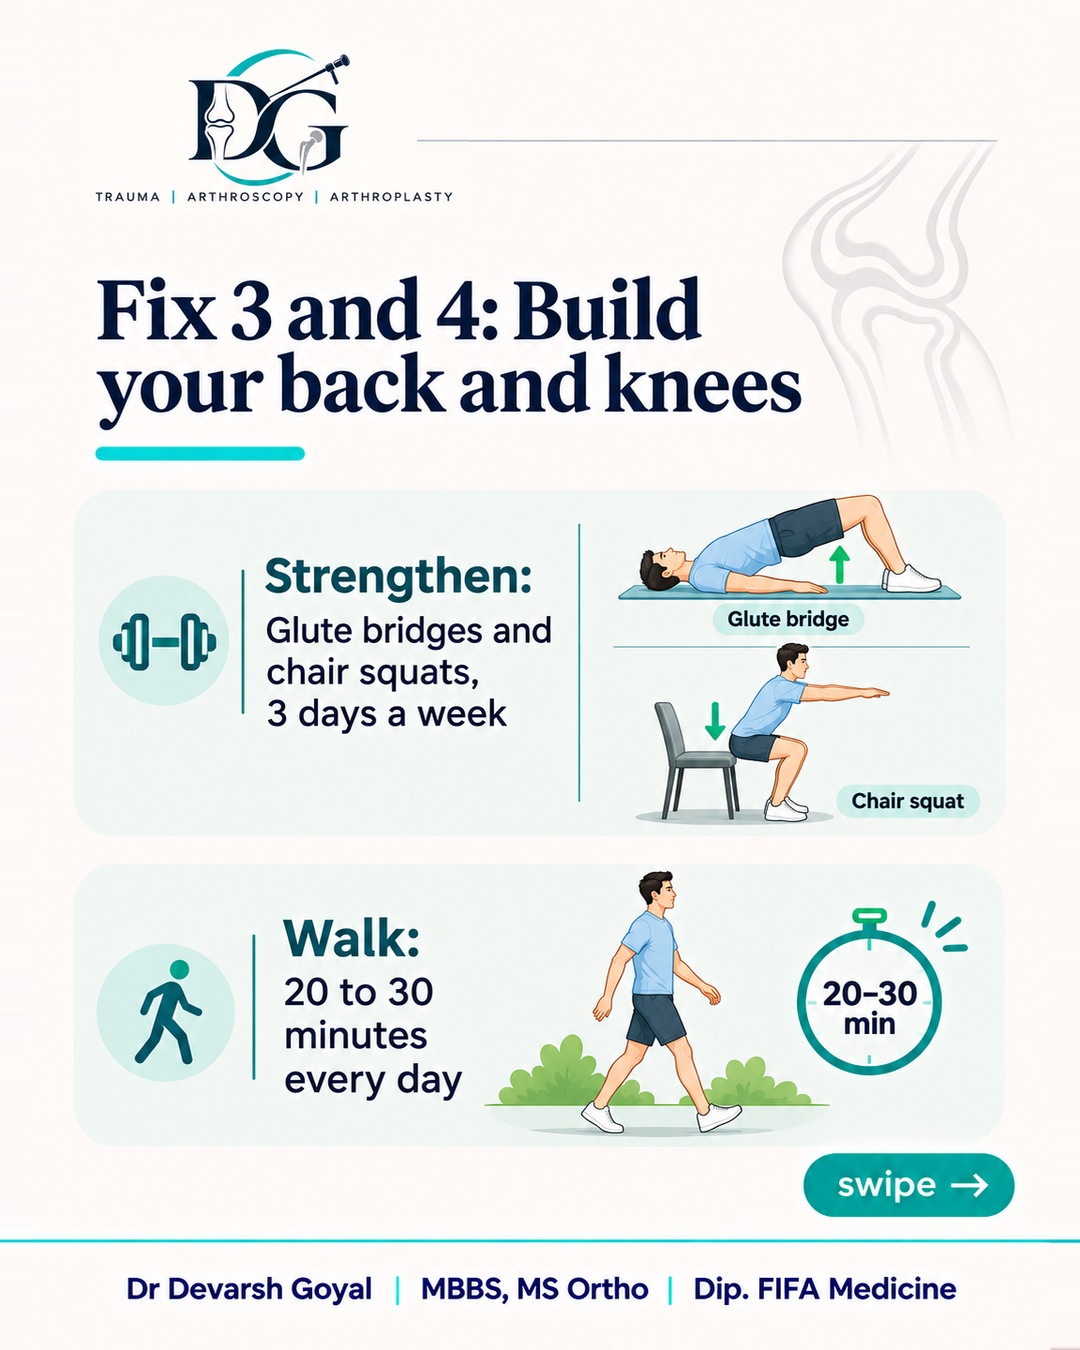 DG
TRAUMA | ARTHROSCOPY | ARTHROPLASTY
Fix 3 and 4: Build
your back and knees
Strengthen:
Glute bridges and
chair squats,
3 days a week
Glute bridge
Chair squat
Walk:
20 to 30
minutes
every day
20–30
min
swipe →
Dr Devarsh Goyal | MBBS, MS Ortho | Dip. FIFA Medicine